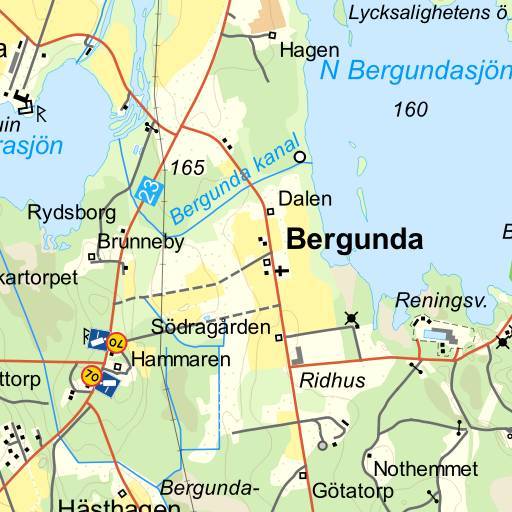 Lycksalighetens ö
a
Hagen
N Bergundasjön
160
uin
rasjön
165
Bergunda kanal
23
Dalen
Rydsborg
Brunneby
Bergunda
B
kartorpet
Reningsv.
Södragården
70
Hammaren
ttorp
70
Ridhus
Nothemmet
Bergunda-
Götatorp
Hästhagen